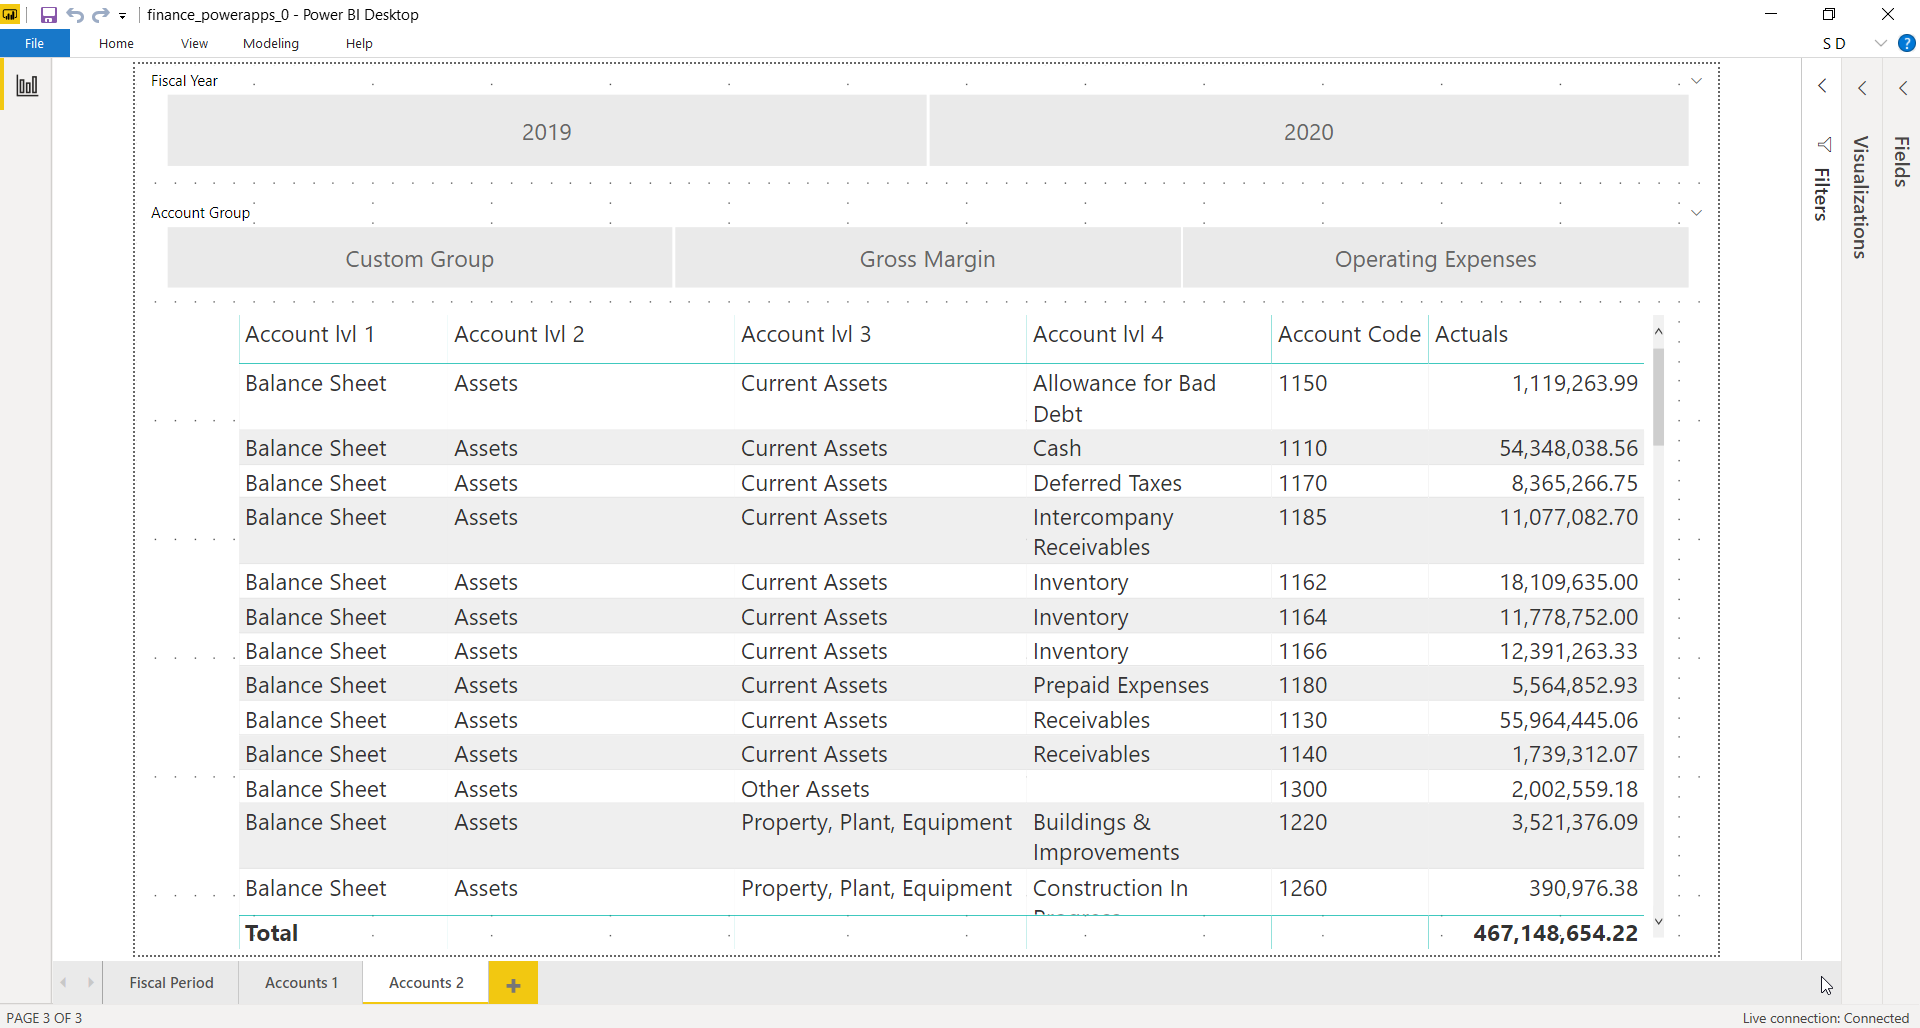 finance_powerapps_0 - Power BI Desktop
File Home View Modeling Help S D ?
Fiscal Year
2019 2020
Account Group
Custom Group Gross Margin Operating Expenses
Account lvl 1 Account lvl 2 Account lvl 3 Account lvl 4 Account Code Actuals
Balance Sheet Assets Current Assets Allowance for Bad 1150 1,119,263.99
Debt
Balance Sheet Assets Current Assets Cash 1110 54,348,038.56
Balance Sheet Assets Current Assets Deferred Taxes 1170 8,365,266.75
Balance Sheet Assets Current Assets Intercompany 1185 11,077,082.70
Receivables
Balance Sheet Assets Current Assets Inventory 1162 18,109,635.00
Balance Sheet Assets Current Assets Inventory 1164 11,778,752.00
Balance Sheet Assets Current Assets Inventory 1166 12,391,263.33
Balance Sheet Assets Current Assets Prepaid Expenses 1180 5,564,852.93
Balance Sheet Assets Current Assets Receivables 1130 55,964,445.06
Balance Sheet Assets Current Assets Receivables 1140 1,739,312.07
Balance Sheet Assets Other Assets 1300 2,002,559.18
Balance Sheet Assets Property, Plant, Equipment Buildings & 1220 3,521,376.09
Improvements
Balance Sheet Assets Property, Plant, Equipment Construction In 1260 390,976.38
Total 467,148,654.22
Filters
Visualizations
Fields
Fiscal Period Accounts 1 Accounts 2 +
PAGE 3 OF 3 Live connection: Connected